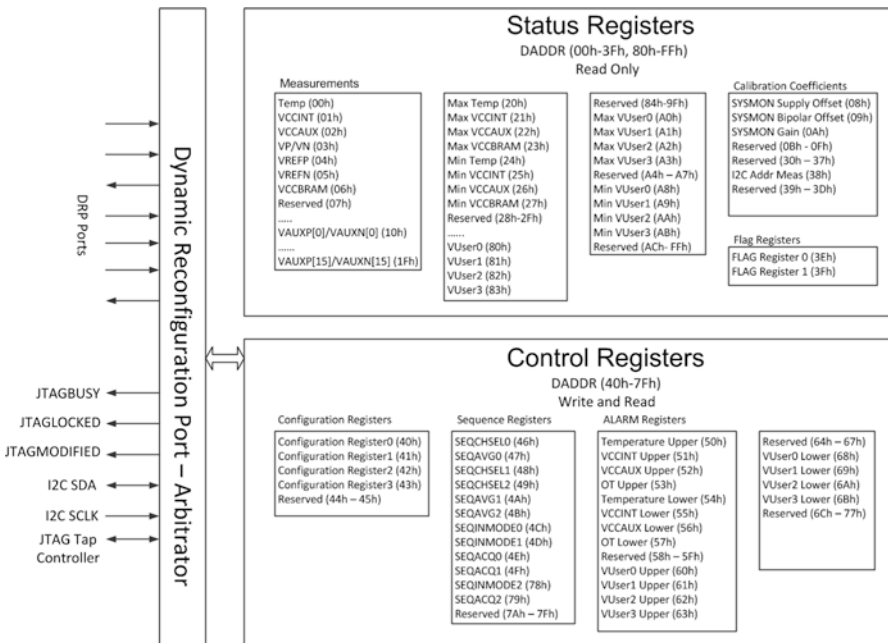 Status Registers
DADDR (00h-3Fh, 80h-FFh)
Read Only
Measurements
Temp (00h)
VCCINT (01h)
VCCAUX (02h)
VP/VN (03h)
VREFP (04h)
VREFN (05h)
VCCBRAM (06h)
Reserved (07h)
.....
VAUXP[0]/VAUXN[0] (10h)
......
VAUXP[15]/VAUXN[15] (1Fh)
Max Temp (20h)
Max VCCINT (21h)
Max VCCAUX (22h)
Max VCCBRAM (23h)
Min Temp (24h)
Min VCCINT (25h)
Min VCCAUX (26h)
Min VCCBRAM (27h)
Reserved (28h-2Fh)
......
VUser0 (80h)
VUser1 (81h)
VUser2 (82h)
VUser3 (83h)
Reserved (84h-9Fh)
Max VUser0 (A0h)
Max VUser1 (A1h)
Max VUser2 (A2h)
Max VUser3 (A3h)
Reserved (A4h – A7h)
Min VUser0 (A8h)
Min VUser1 (A9h)
Min VUser2 (AAh)
Min VUser3 (ABh)
Reserved (ACh- FFh)
Calibration Coefficients
SYSMON Supply Offset (08h)
SYSMON Bipolar Offset (09h)
SYSMON Gain (0Ah)
Reserved (0Bh - 0Fh)
Reserved (30h – 37h)
I2C Addr Meas (38h)
Reserved (39h – 3Dh)
Flag Registers
FLAG Register 0 (3Eh)
FLAG Register 1 (3Fh)
DRP Ports
Dynamic Reconfiguration Port – Arbitrator
JTAGBUSY
JTAGLOCKED
JTAGMODIFIED
I2C SDA
I2C SCLK
JTAG Tap
Controller
Control Registers
DADDR (40h-7Fh)
Write and Read
Configuration Registers
Configuration Register0 (40h)
Configuration Register1 (41h)
Configuration Register2 (42h)
Configuration Register3 (43h)
Reserved (44h – 45h)
Sequence Registers
SEQCHSEL0 (46h)
SEQAVG0 (47h)
SEQCHSEL1 (48h)
SEQCHSEL2 (49h)
SEQAVG1 (4Ah)
SEQAVG2 (4Bh)
SEQINMODE0 (4Ch)
SEQINMODE1 (4Dh)
SEQACQ0 (4Eh)
SEQACQ1 (4Fh)
SEQINMODE2 (78h)
SEQACQ2 (79h)
Reserved (7Ah – 7Fh)
ALARM Registers
Temperature Upper (50h)
VCCINT Upper (51h)
VCCAUX Upper (52h)
OT Upper (53h)
Temperature Lower (54h)
VCCINT Lower (55h)
VCCAUX Lower (56h)
OT Lower (57h)
Reserved (58h – 5Fh)
VUser0 Upper (60h)
VUser1 Upper (61h)
VUser2 Upper (62h)
VUser3 Upper (63h)
Reserved (64h – 67h)
VUser0 Lower (68h)
VUser1 Lower (69h)
VUser2 Lower (6Ah)
VUser3 Lower (6Bh)
Reserved (6Ch – 77h)